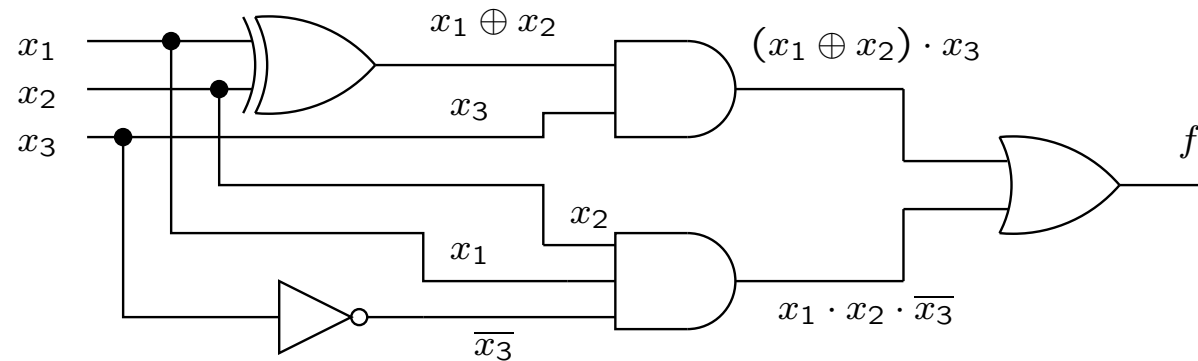 x₁
x₂
x₃
x₁ ⊕ x₂
x₃
(x₁ ⊕ x₂) · x₃
x₂
x₁
x̅₃̅
x₁ · x₂ · x̅₃̅
f